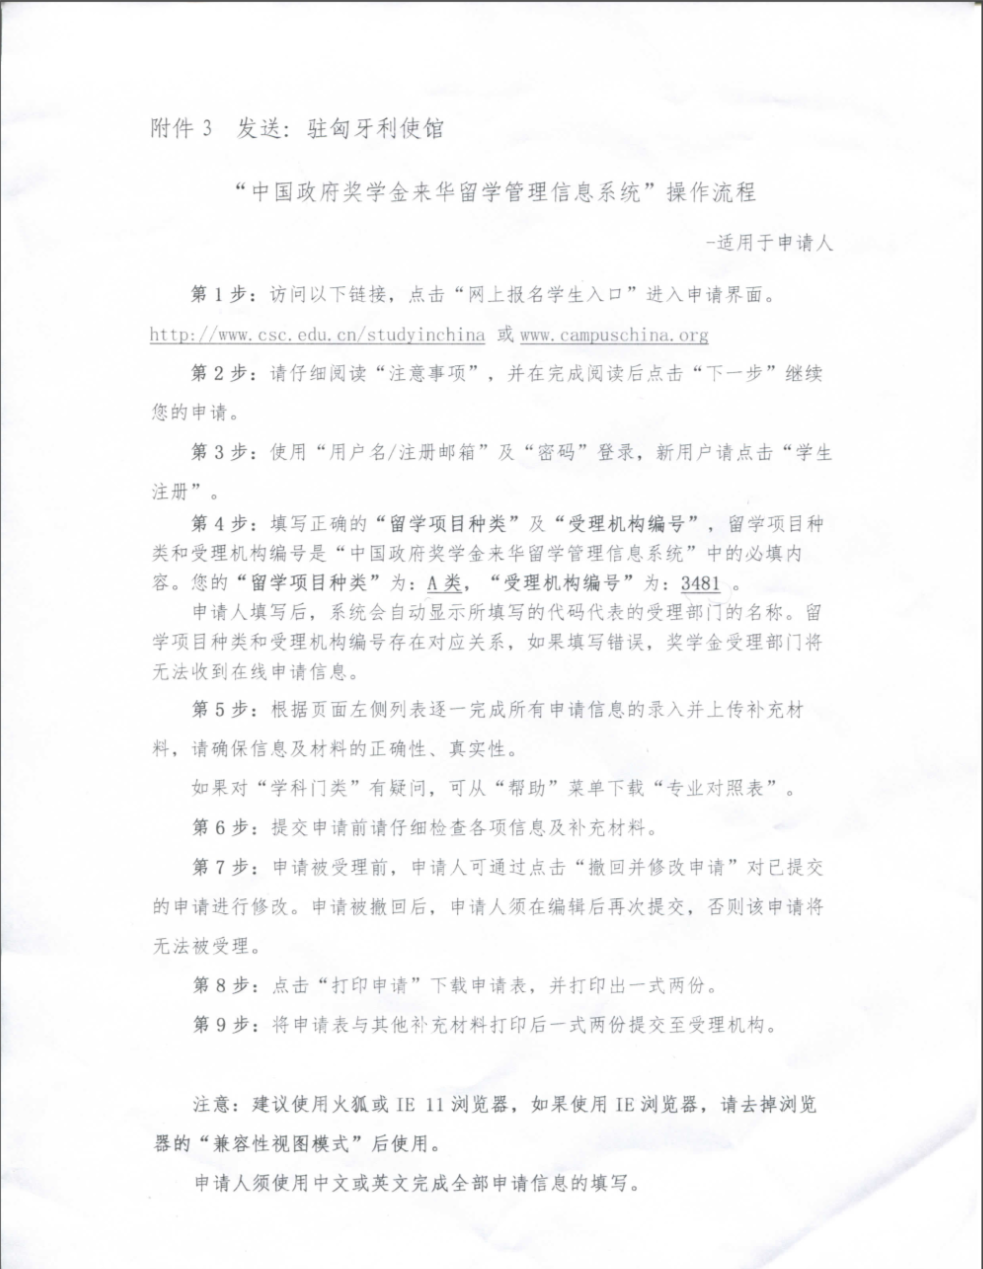 附件 3　发送：驻匈牙利使馆
“中国政府奖学金来华留学管理信息系统”操作流程
-适用于申请人
第 1 步：访问以下链接，点击“网上报名学生入口”进入申请界面。
http://www.csc.edu.cn/studyinchina 或 www.campuschina.org
第 2 步：请仔细阅读“注意事项”，并在完成阅读后点击“下一步”继续
您的申请。
第 3 步：使用“用户名/注册邮箱”及“密码”登录，新用户请点击“学生
注册”。
第 4 步：填写正确的“留学项目种类”及“受理机构编号”，留学项目种
类和受理机构编号是“中国政府奖学金来华留学管理信息系统”中的必填内
容。您的“留学项目种类”为：A 类，“受理机构编号”为：3481 。
申请人填写后，系统会自动显示所填写的代码代表的受理部门的名称。留
学项目种类和受理机构编号存在对应关系，如果填写错误，奖学金受理部门将
无法收到在线申请信息。
第 5 步：根据页面左侧列表逐一完成所有申请信息的录入并上传补充材
料，请确保信息及材料的正确性、真实性。
如果对“学科门类”有疑问，可从“帮助”菜单下载“专业对照表”。
第 6 步：提交申请前请仔细检查各项信息及补充材料。
第 7 步：申请被受理前，申请人可通过点击“撤回并修改申请”对已提交
的申请进行修改。申请被撤回后，申请人须在编辑后再次提交，否则该申请将
无法被受理。
第 8 步：点击“打印申请”下载申请表，并打印出一式两份。
第 9 步：将申请表与其他补充材料打印后一式两份提交至受理机构。
注意：建议使用火狐或 IE 11 浏览器，如果使用 IE 浏览器，请去掉浏览
器的“兼容性视图模式”后使用。
申请人须使用中文或英文完成全部申请信息的填写。